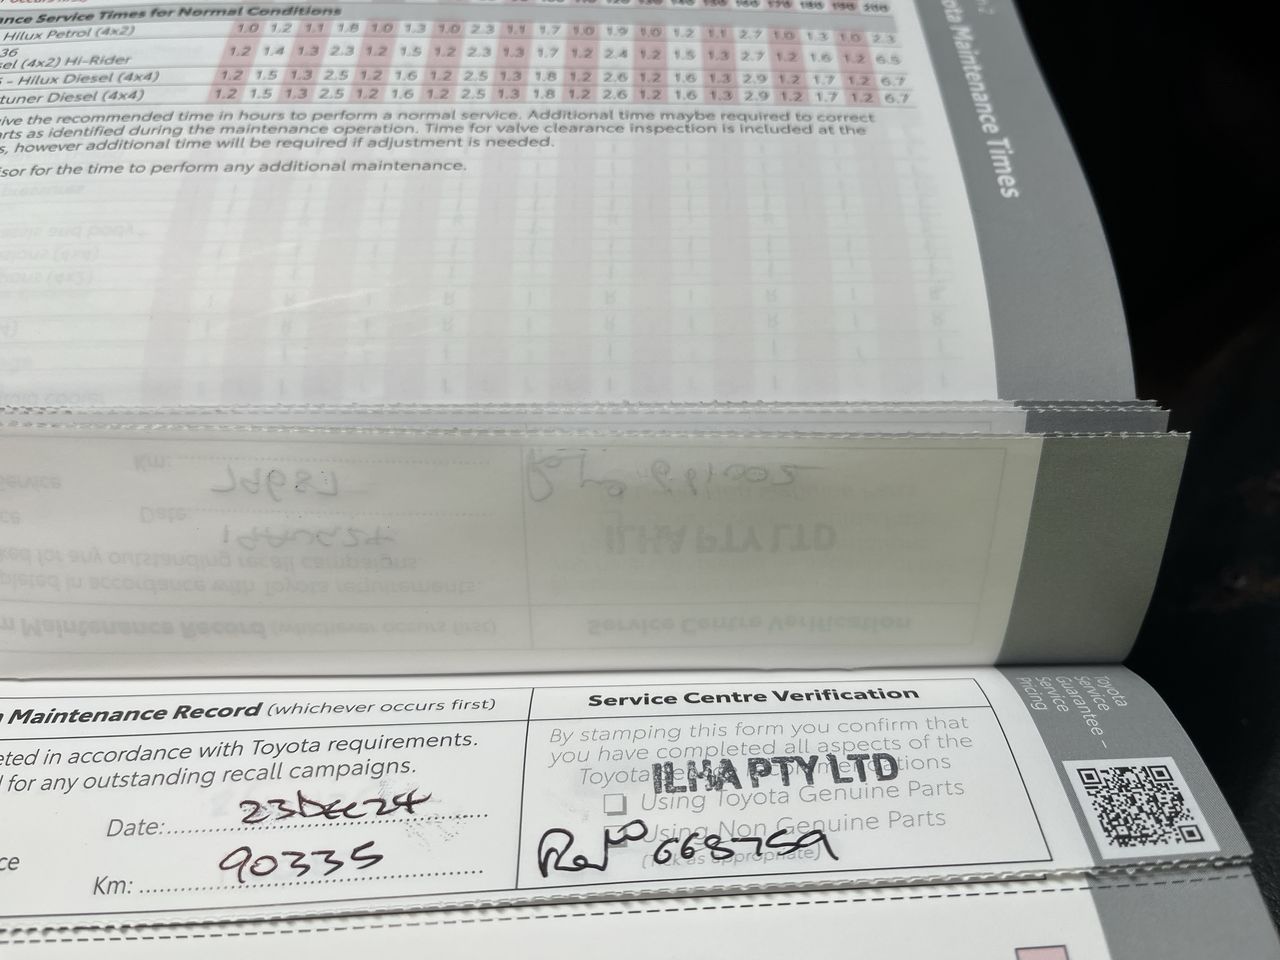 ance Service Times for Normal Conditions
Hilux Petrol (4x2) 1.0 1.2 1.1 1.8 1.0 1.3 1.0 2.3 1.1 1.7 1.0 1.9 1.0 1.2 1.1 2.7 1.0 1.3 1.0 2.3
36
sel (4x2) Hi-Rider 1.2 1.4 1.3 2.3 1.2 1.5 1.2 2.3 1.3 1.7 1.2 2.4 1.2 1.5 1.3 2.7 1.2 1.6 1.2 6.5
– Hilux Diesel (4x4) 1.2 1.5 1.3 2.5 1.2 1.6 1.2 2.5 1.3 1.8 1.2 2.6 1.2 1.6 1.3 2.9 1.2 1.7 1.2 6.7
tuner Diesel (4x4) 1.2 1.5 1.3 2.5 1.2 1.6 1.2 2.5 1.3 1.8 1.2 2.6 1.2 1.6 1.3 2.9 1.2 1.7 1.2 6.7
ive the recommended time in hours to perform a normal service. Additional time maybe required to correct
rts as identified during the maintenance operation. Time for valve clearance inspection is included at the
s, however additional time will be required if adjustment is needed.
sor for the time to perform any additional maintenance.
ota Maintenance Times
n Maintenance Record (whichever occurs first)
eted in accordance with Toyota requirements.
d for any outstanding recall campaigns.
Date: 23 Dec 24
ce
Km: 90335
Service Centre Verification
By stamping this form you confirm that
you have completed all aspects of the
ILHA PTY LTD
Using Toyota Genuine Parts
Using Non Genuine Parts
(Tick as appropriate)
Ref No 668759
Toyota
Service
Guarantee –
Service
Pricing